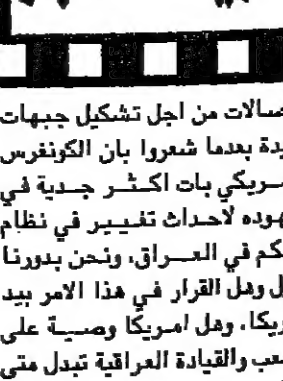 صالات من اجل تشكيل جبهات
يدة بعدما شعروا بان الكونغرس
مريكي بات اكثر جدية في
هوده لاحداث تغيير في نظام
كم في العراق، ونحن بدورنا
ل وهل القرار في هذا الامر بيد
ريكا، وهل امريكا وصية على
عب والقيادة العراقية تبدل متى